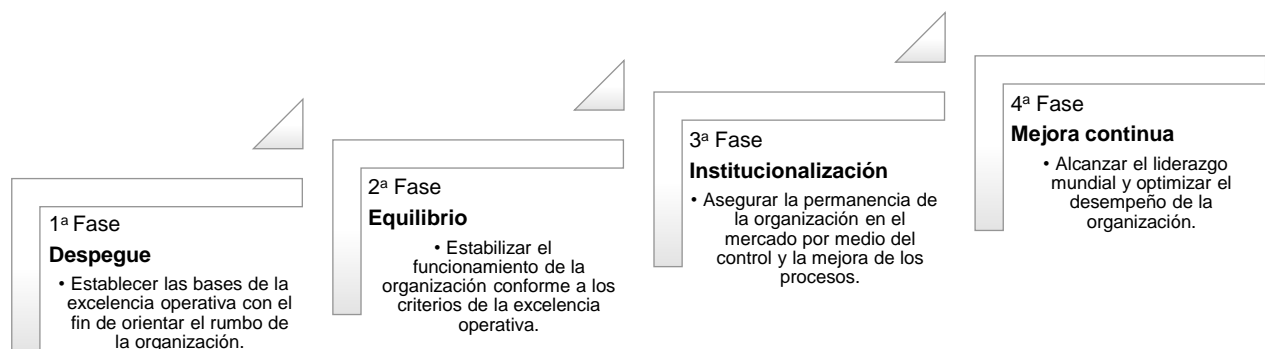 1ª Fase
Despegue
• Establecer las bases de la
excelencia operativa con el
fin de orientar el rumbo de
la organización.
2ª Fase
Equilibrio
• Estabilizar el
funcionamiento de la
organización conforme a los
criterios de la excelencia
operativa.
3ª Fase
Institucionalización
• Asegurar la permanencia de
la organización en el
mercado por medio del
control y la mejora de los
procesos.
4ª Fase
Mejora continua
• Alcanzar el liderazgo
mundial y optimizar el
desempeño de la
organización.